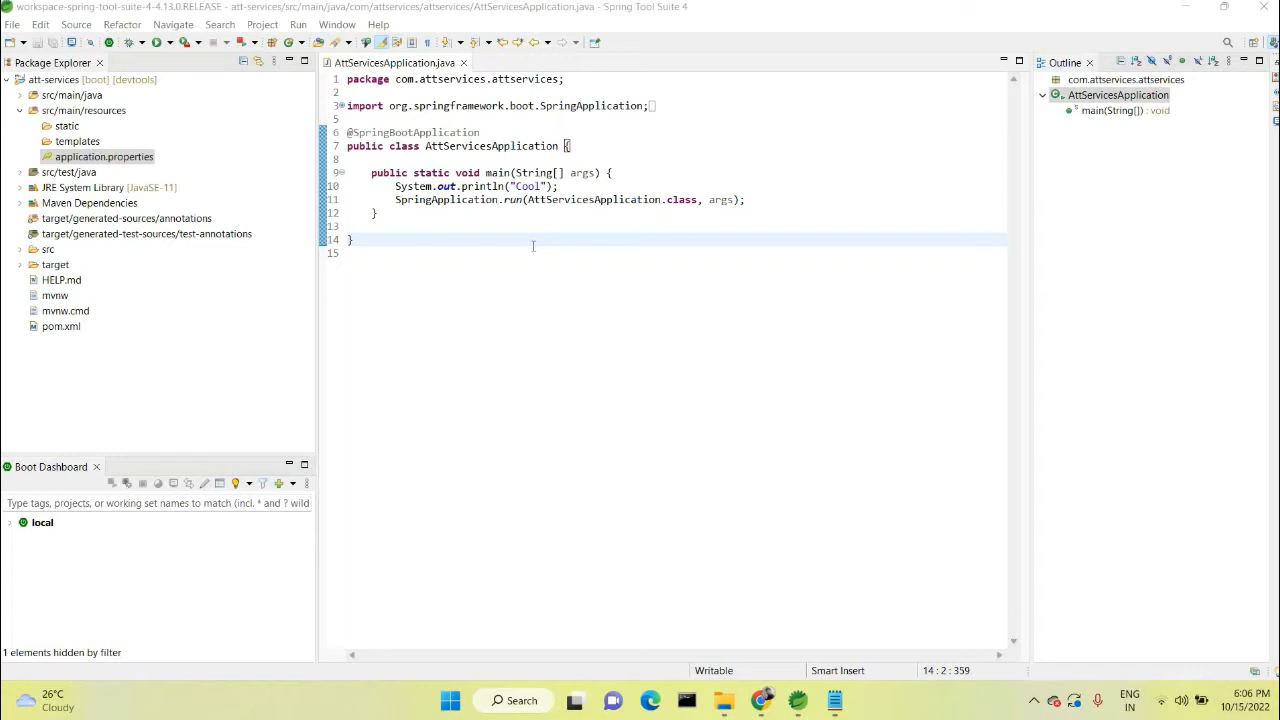 workspace-spring-tool-suite-4-4.13.0.RELEASE - att-services/src/main/java/com/attservices/attservices/AttServicesApplication.java - Spring Tool Suite 4
File Edit Source Refactor Navigate Search Project Run Window Help
Package Explorer
att-services [boot] [devtools]
src/main/java
src/main/resources
static
templates
application.properties
src/test/java
JRE System Library [JavaSE-11]
Maven Dependencies
target/generated-sources/annotations
target/generated-test-sources/test-annotations
src
target
HELP.md
mvnw
mvnw.cmd
pom.xml
Boot Dashboard
Type tags, projects, or working set names to match (incl. * and ? wild
local
1 elements hidden by filter
AttServicesApplication.java
1 package com.attservices.attservices;
2
3 import org.springframework.boot.SpringApplication;
5
6 @SpringBootApplication
7 public class AttServicesApplication {
8
9 public static void main(String[] args) {
10 System.out.println("Cool");
11 SpringApplication.run(AttServicesApplication.class, args);
12 }
13
14 }
15
Outline
com.attservices.attservices
AttServicesApplication
main(String[]) : void
Writable
Smart Insert
14 : 2 : 359
26°C
Cloudy
Search
ENG
IN
6:06 PM
10/15/2022